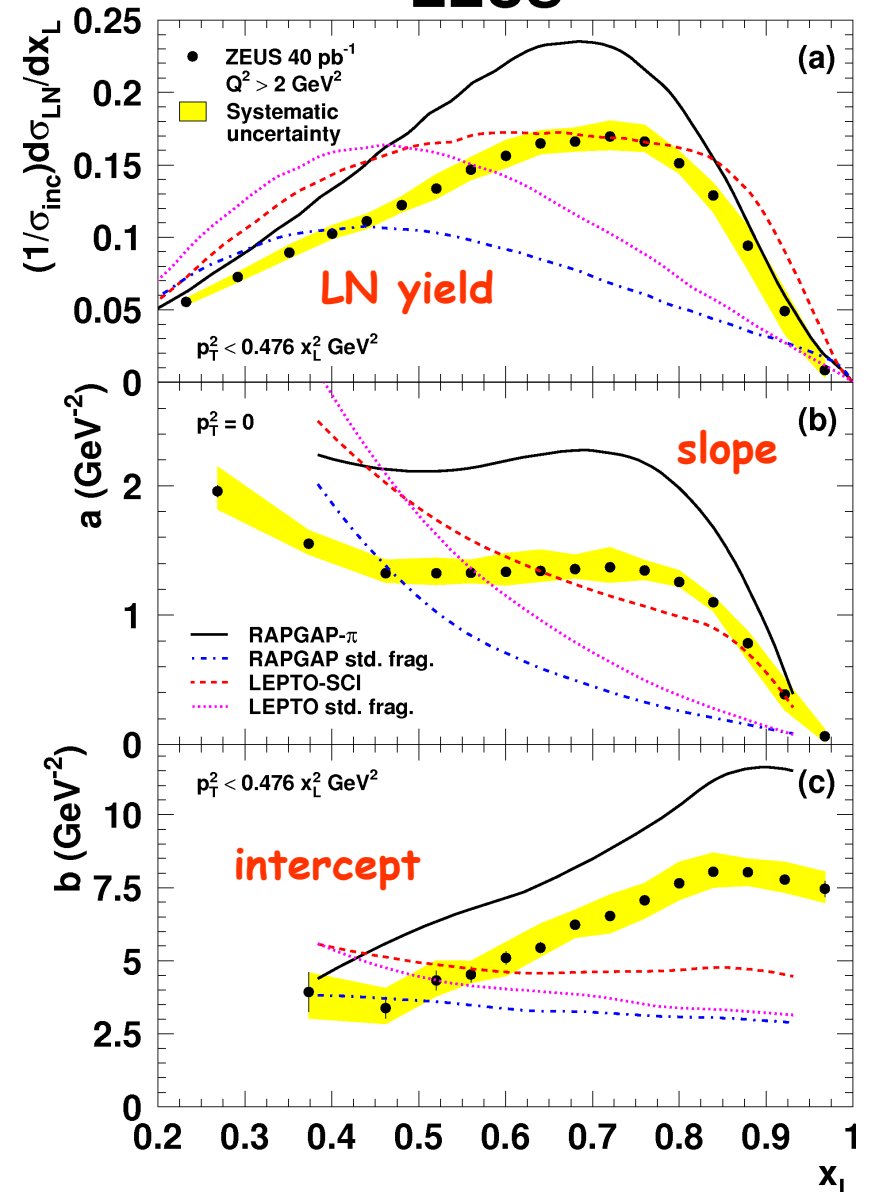 ZEUS
(1/σ_inc)dσ_LN/dx_L
0.25
0.2
0.15
0.1
0.05
0
ZEUS 40 pb⁻¹
Q² > 2 GeV²
Systematic
uncertainty
(a)
LN yield
p_T² < 0.476 x_L² GeV²
a (GeV⁻²)
2
1
0
p_T² = 0
(b)
slope
RAPGAP-π
RAPGAP std. frag.
LEPTO-SCI
LEPTO std. frag.
b (GeV⁻²)
10
7.5
5
2.5
0
p_T² < 0.476 x_L² GeV²
(c)
intercept
0.2 0.3 0.4 0.5 0.6 0.7 0.8 0.9 1
x_L